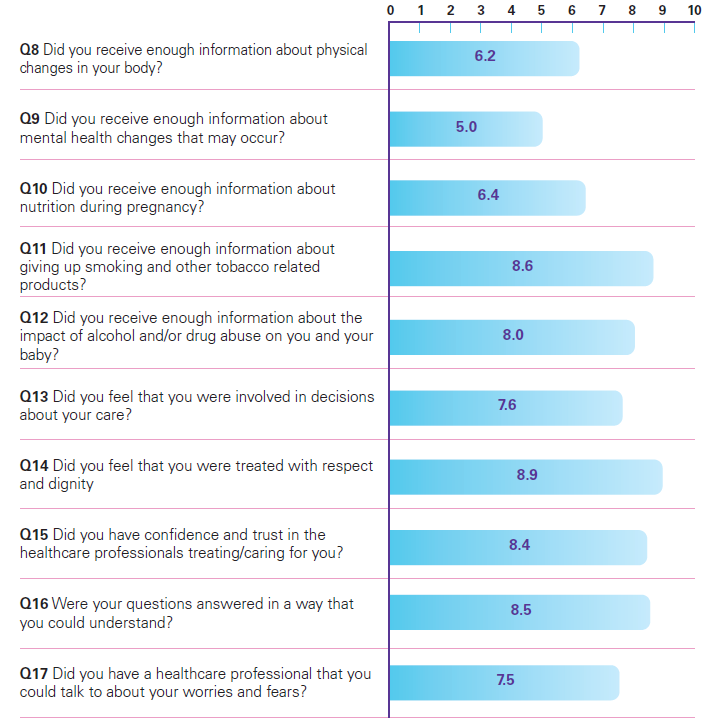 0 1 2 3 4 5 6 7 8 9 10
Q8 Did you receive enough information about physical
changes in your body?
6.2
Q9 Did you receive enough information about
mental health changes that may occur?
5.0
Q10 Did you receive enough information about
nutrition during pregnancy?
6.4
Q11 Did you receive enough information about
giving up smoking and other tobacco related
products?
8.6
Q12 Did you receive enough information about the
impact of alcohol and/or drug abuse on you and your
baby?
8.0
Q13 Did you feel that you were involved in decisions
about your care?
7.6
Q14 Did you feel that you were treated with respect
and dignity
8.9
Q15 Did you have confidence and trust in the
healthcare professionals treating/caring for you?
8.4
Q16 Were your questions answered in a way that
you could understand?
8.5
Q17 Did you have a healthcare professional that you
could talk to about your worries and fears?
7.5